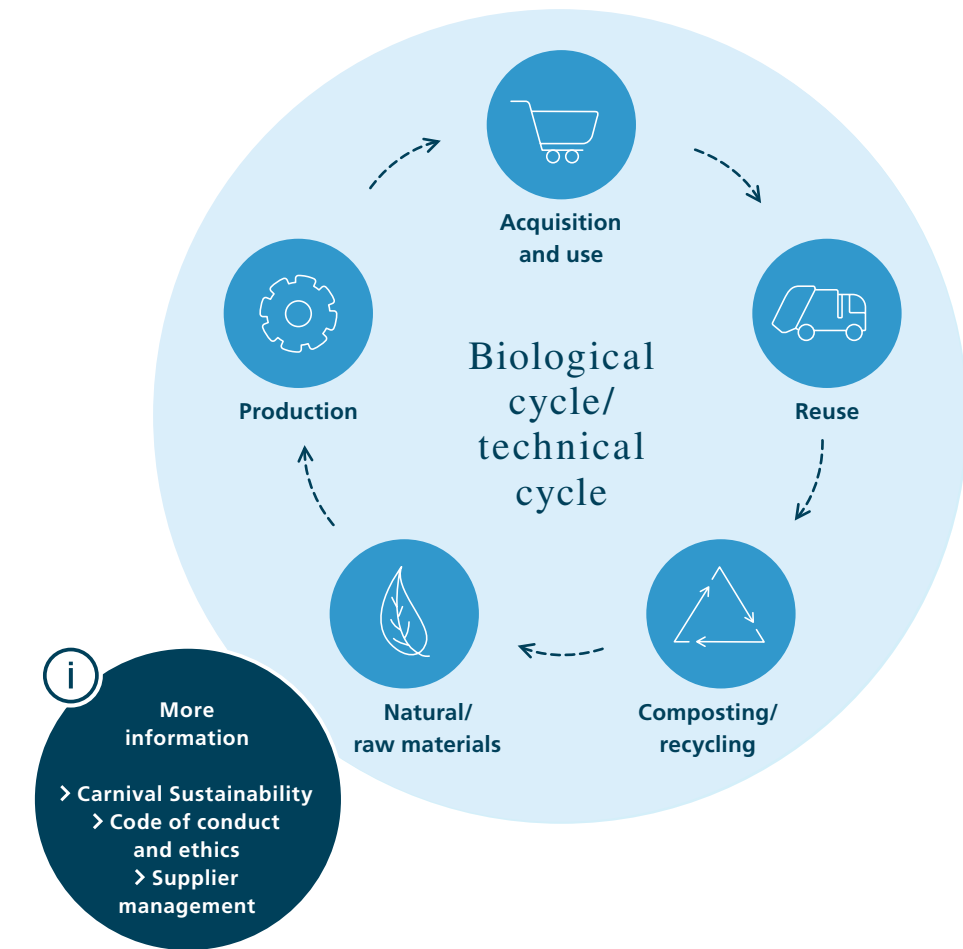 Acquisition
and use
Production
Reuse
Biological
cycle/
technical
cycle
Natural/
raw materials
Composting/
recycling
i
More
information
> Carnival Sustainability
> Code of conduct
and ethics
> Supplier
management